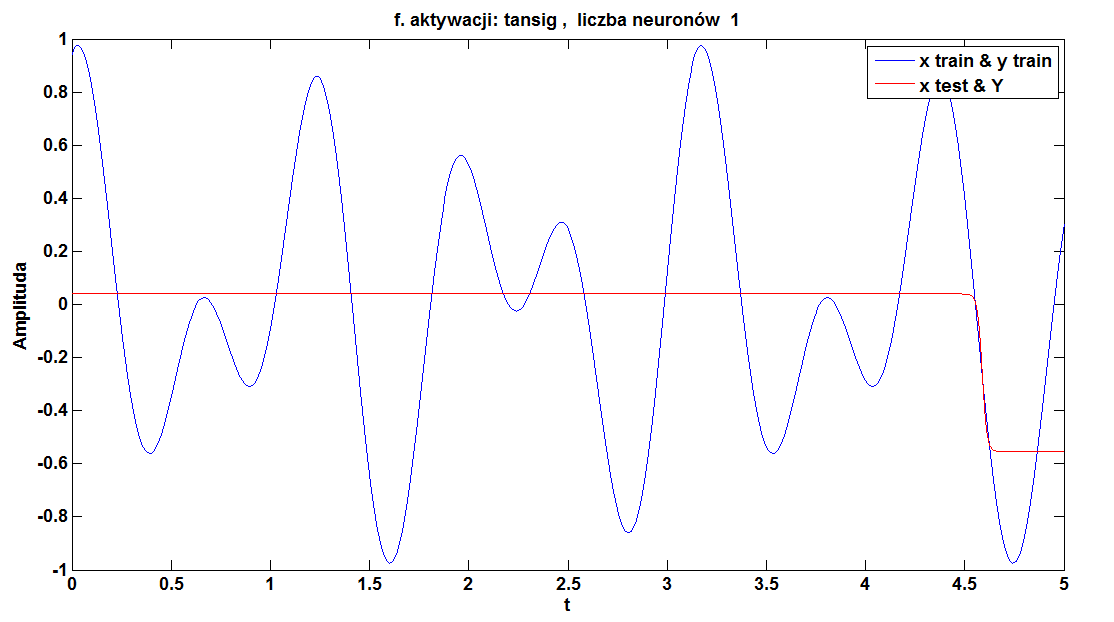 f. aktywacji: tansig ,  liczba neuronów  1
x train & y train
x test & Y
Amplituda
1
0.8
0.6
0.4
0.2
0
-0.2
-0.4
-0.6
-0.8
-1
0 0.5 1 1.5 2 2.5 3 3.5 4 4.5 5
t